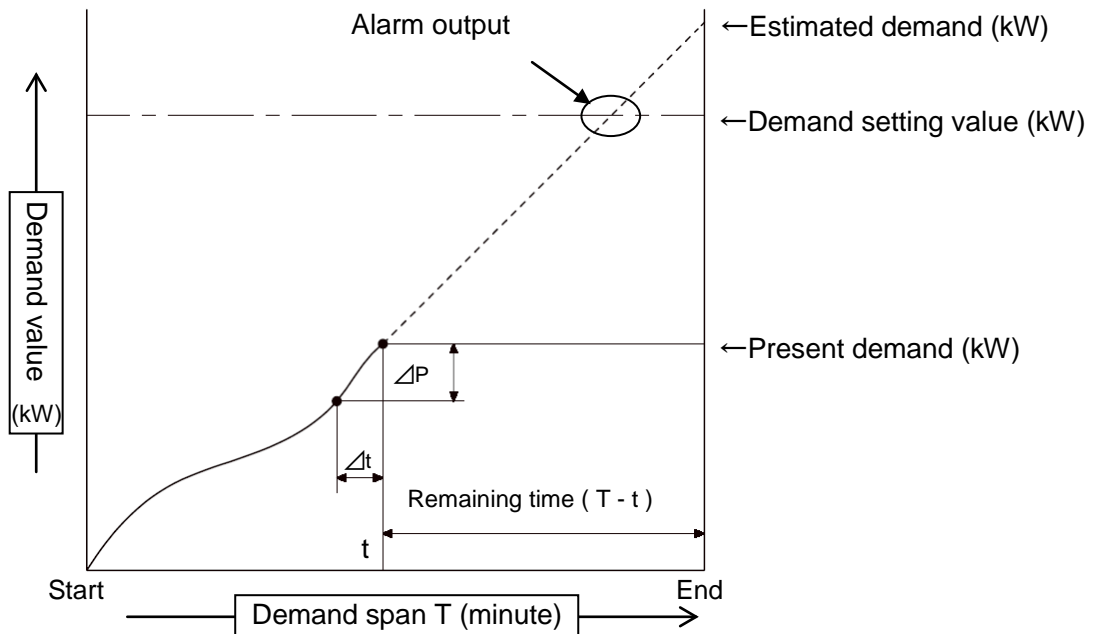 Alarm output
←Estimated demand (kW)
←Demand setting value (kW)
Demand value
(kW)
←Present demand (kW)
⊿P
⊿t
Remaining time ( T - t )
t
Start
End
Demand span T (minute)